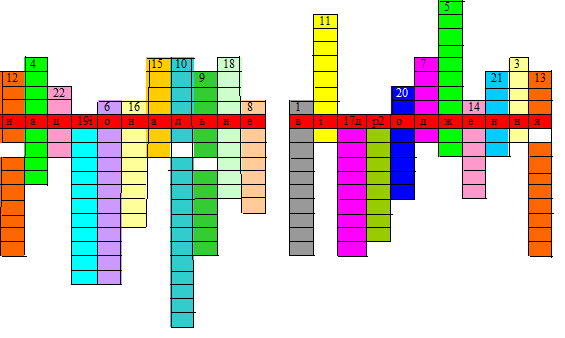 5
11
4 15 10 18 7 3
12 9 21 13
22 20
6 16 8 1 14
н а ц 19і о н а л ь н е в і 17д р2 о д ж е н н я